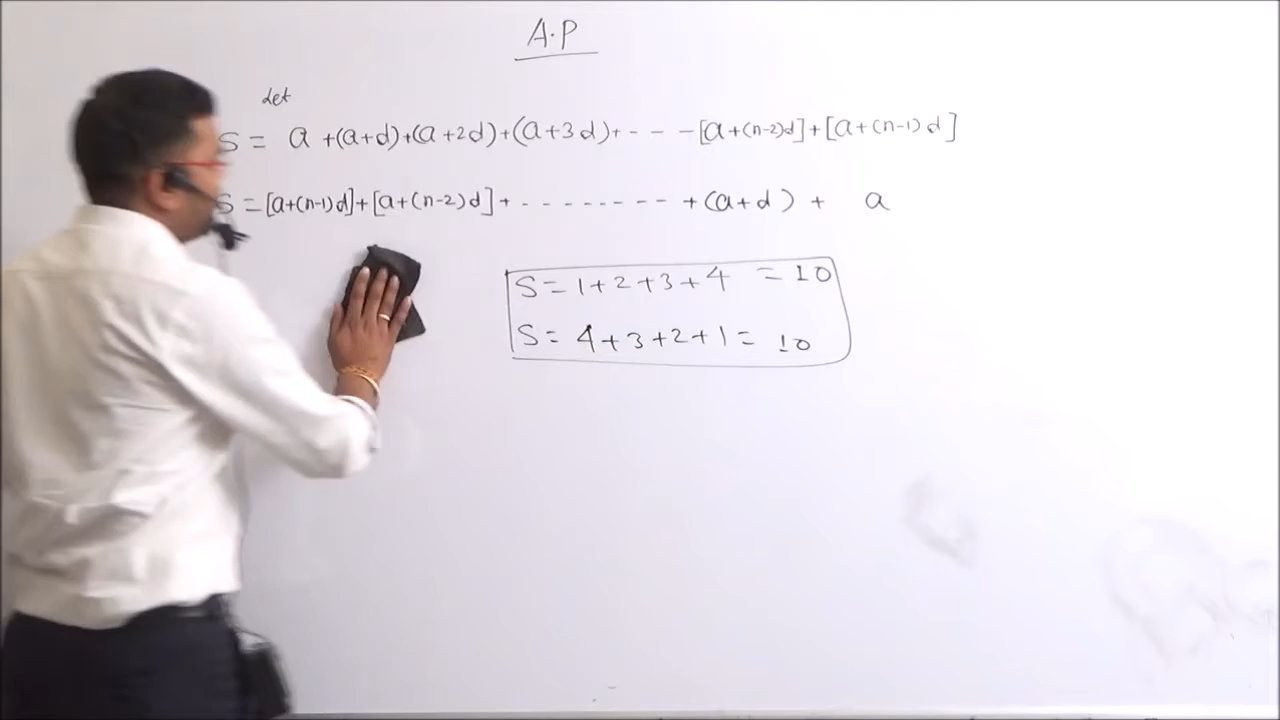 A.P
Let
S = a +(a+d)+(a+2d)+(a+3d)+ - - - [a+(n-2)d]+[a+(n-1)d]
S = [a+(n-1)d]+[a+(n-2)d]+ - - - - - - - - +(a+d) + a
S = 1+2+3+4 = 10
S = 4+3+2+1 = 10